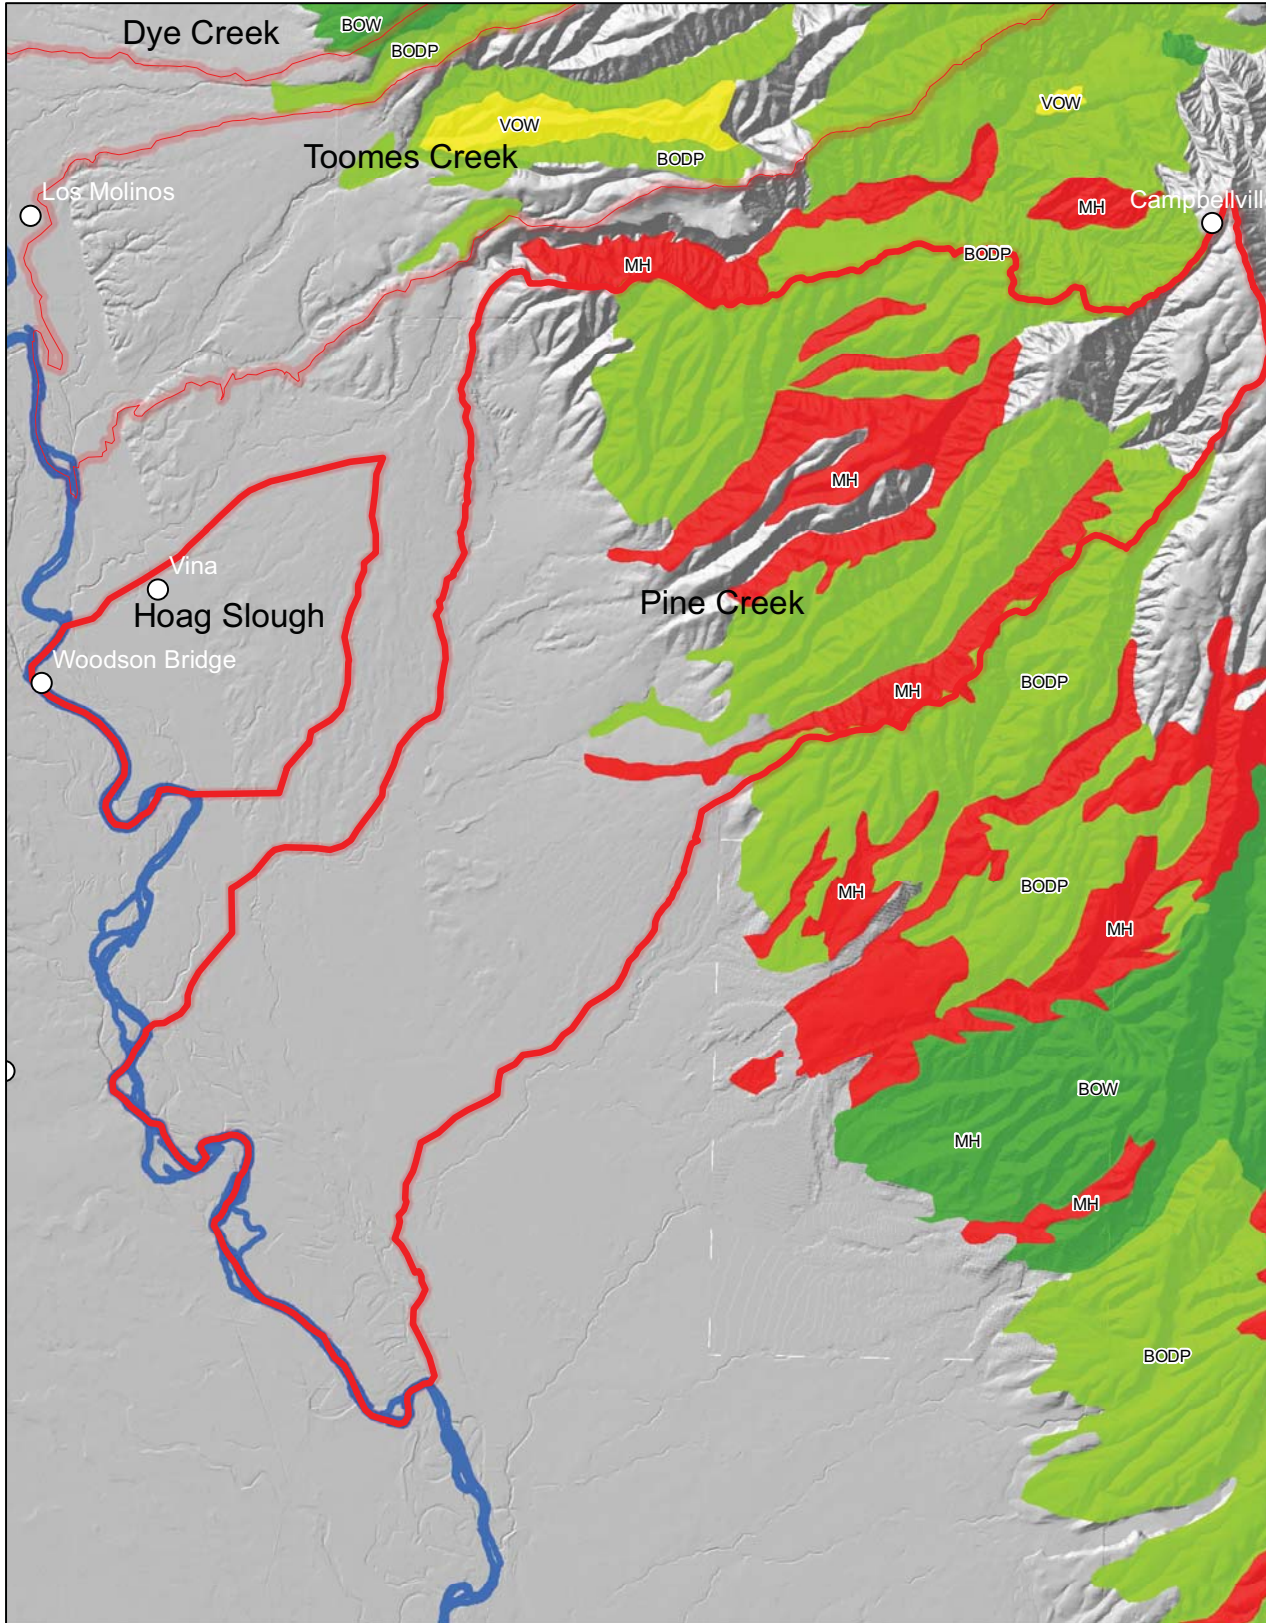 BOW
Dye Creek
BODP
VOW
VOW
Toomes Creek
BODP
Los Molinos
MH
Campbellville
BODP
MH
MH
Vina
Pine Creek
Hoag Slough
Woodson Bridge
BODP
MH
BODP
MH
MH
BOW
MH
MH
BODP